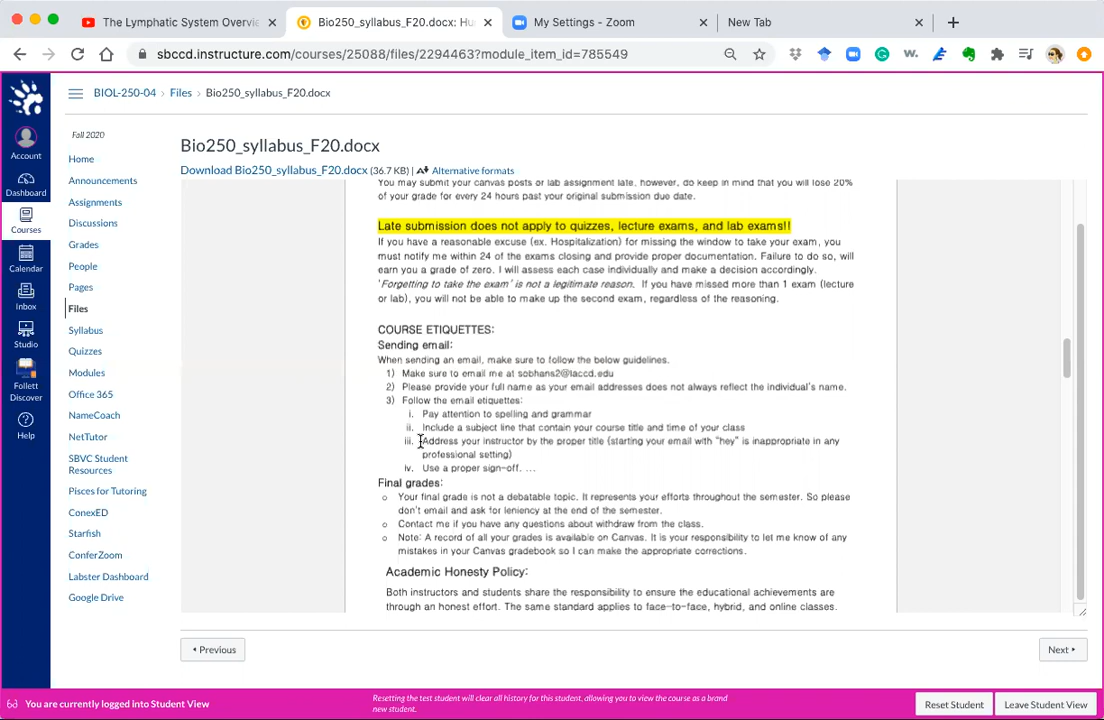 The Lymphatic System Overvie
Bio250_syllabus_F20.docx: Hu
My Settings - Zoom
New Tab
sbccd.instructure.com/courses/25088/files/2294463?module_item_id=785549
BIOL-250-04 › Files › Bio250_syllabus_F20.docx
Account
Dashboard
Courses
Calendar
Inbox
Studio
Follett
Discover
Help
Fall 2020
Home
Announcements
Assignments
Discussions
Grades
People
Pages
Files
Syllabus
Quizzes
Modules
Office 365
NameCoach
NetTutor
SBVC Student
Resources
Pisces for Tutoring
ConexED
Starfish
ConferZoom
Labster Dashboard
Google Drive
Bio250_syllabus_F20.docx
Download Bio250_syllabus_F20.docx (36.7 KB) | Alternative formats
You may submit your canvas posts or lab assignment late, however, do keep in mind that you will lose 20%
of your grade for every 24 hours past your original submission due date.
Late submission does not apply to quizzes, lecture exams, and lab exams!!
If you have a reasonable excuse (ex. Hospitalization) for missing the window to take your exam, you
must notify me within 24 of the exams closing and provide proper documentation. Failure to do so, will
earn you a grade of zero. I will assess each case individually and make a decision accordingly.
'Forgetting to take the exam' is not a legitimate reason. If you have missed more than 1 exam (lecture
or lab), you will not be able to make up the second exam, regardless of the reasoning.
COURSE ETIQUETTES:
Sending email:
When sending an email, make sure to follow the below guidelines.
1) Make sure to email me at sobhans2@laccd.edu
2) Please provide your full name as your email addresses does not always reflect the individual's name.
3) Follow the email etiquettes:
i. Pay attention to spelling and grammar
ii. Include a subject line that contain your course title and time of your class
iii. Address your instructor by the proper title (starting your email with "hey" is inappropriate in any
professional setting)
iv. Use a proper sign-off. ...
Final grades:
o Your final grade is not a debatable topic. It represents your efforts throughout the semester. So please
don't email and ask for leniency at the end of the semester.
o Contact me if you have any questions about withdraw from the class.
o Note: A record of all your grades is available on Canvas. It is your responsibility to let me know of any
mistakes in your Canvas gradebook so I can make the appropriate corrections.
Academic Honesty Policy:
Both instructors and students share the responsibility to ensure the educational achievements are
through an honest effort. The same standard applies to face-to-face, hybrid, and online classes.
Previous
Next
You are currently logged into Student View
Resetting the test student will clear all history for this student, allowing you to view the course as a brand
new student.
Reset Student
Leave Student View